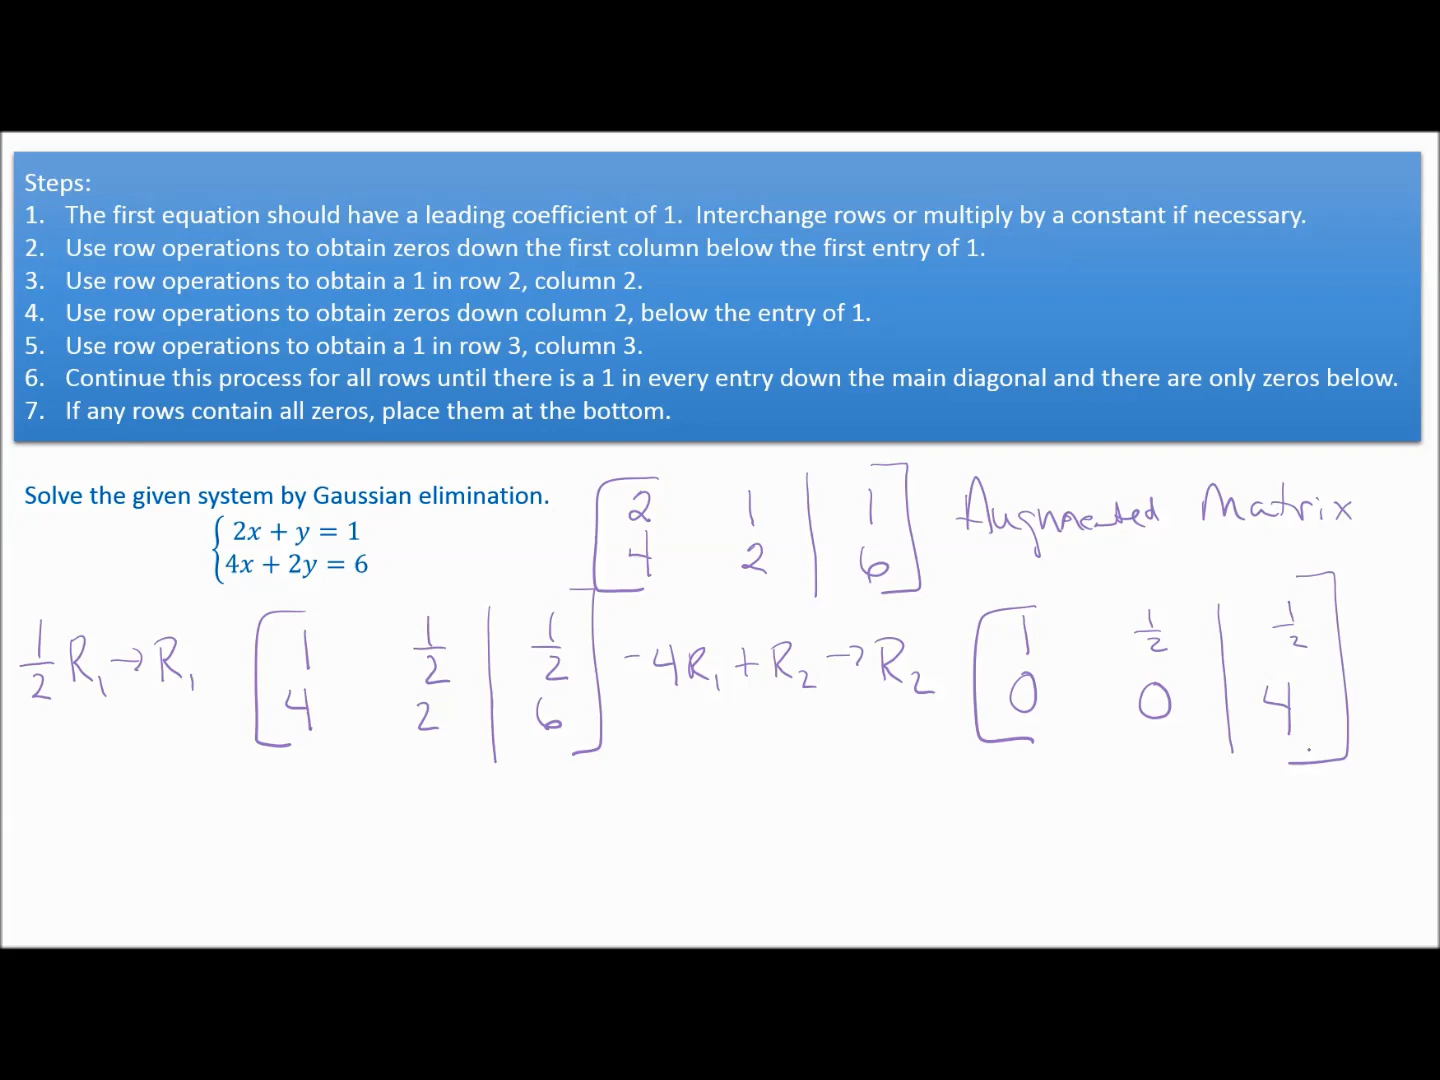 Steps:
1. The first equation should have a leading coefficient of 1. Interchange rows or multiply by a constant if necessary.
2. Use row operations to obtain zeros down the first column below the first entry of 1.
3. Use row operations to obtain a 1 in row 2, column 2.
4. Use row operations to obtain zeros down column 2, below the entry of 1.
5. Use row operations to obtain a 1 in row 3, column 3.
6. Continue this process for all rows until there is a 1 in every entry down the main diagonal and there are only zeros below.
7. If any rows contain all zeros, place them at the bottom.
Solve the given system by Gaussian elimination.
2x + y = 1
4x + 2y = 6
2 1 | 1
4 2 | 6
Augmented Matrix
1/2 R₁ → R₁
1 1/2 | 1/2
4 2 | 6
-4R₁ + R₂ → R₂
1 1/2 | 1/2
0 0 | 4